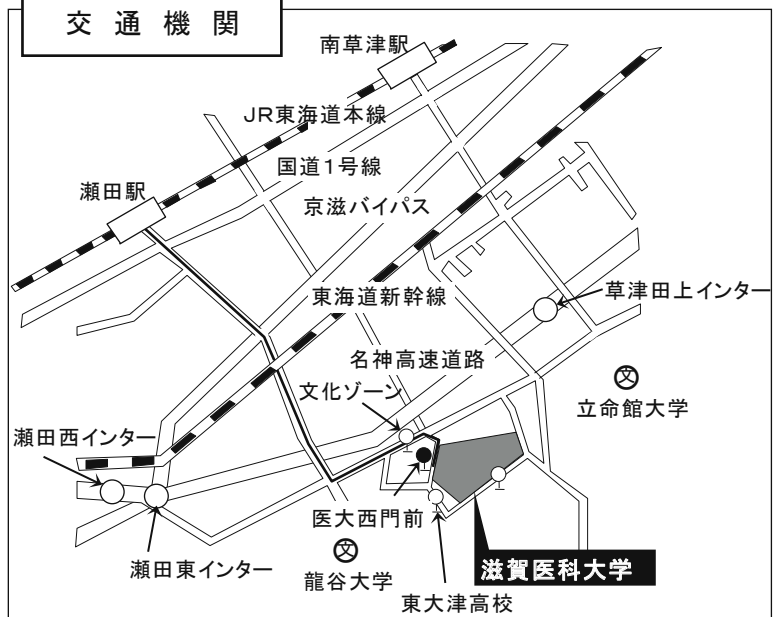 交通機関
南草津駅
JR東海道本線
国道1号線
瀬田駅
京滋バイパス
東海道新幹線
草津田上インター
名神高速道路
文化ゾーン
文
立命館大学
瀬田西インター
医大西門前
文
瀬田東インター
龍谷大学
滋賀医科大学
東大津高校